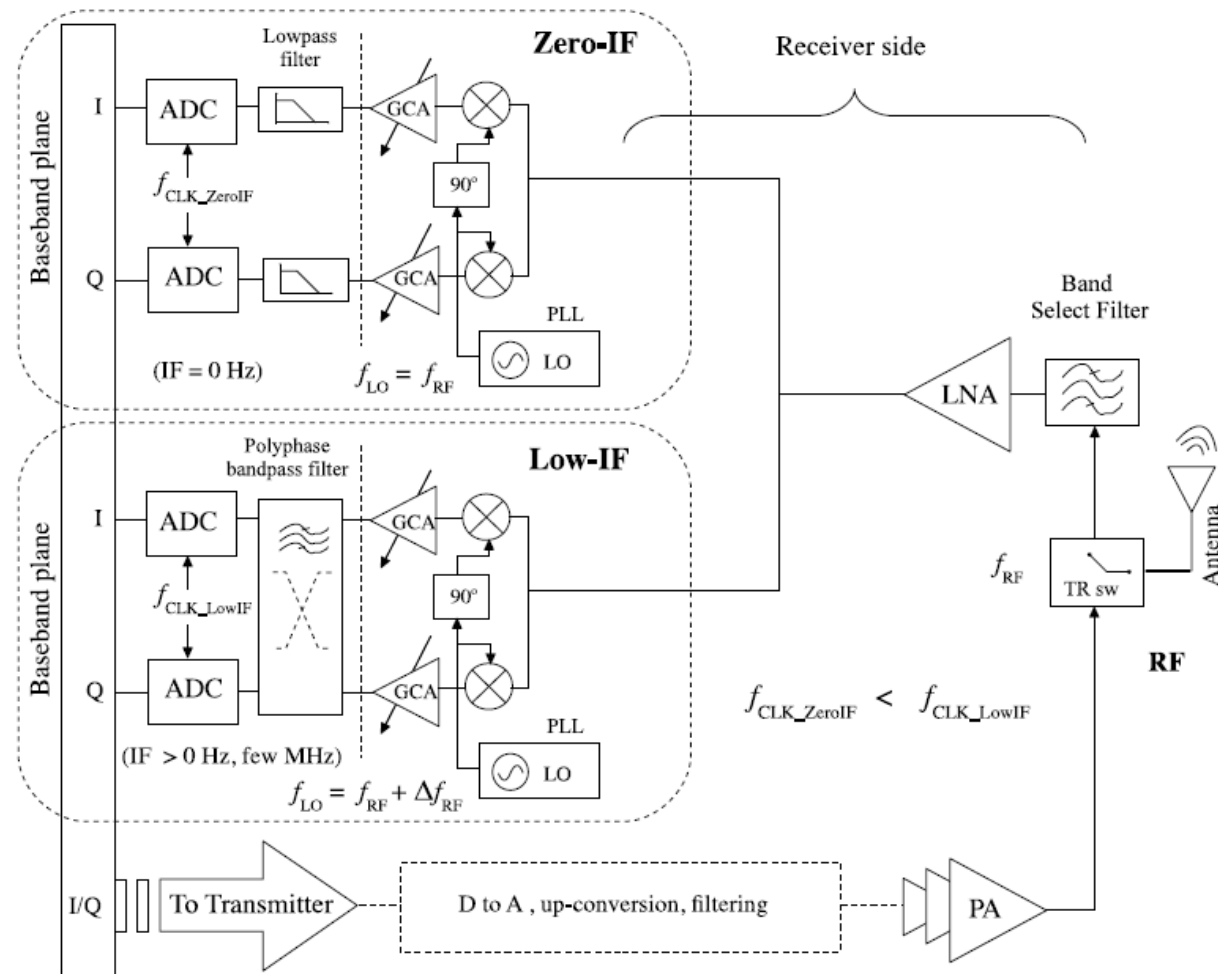 Zero-IF
Receiver side
Lowpass
filter
Baseband plane
I
ADC
GCA
90°
f_CLK_ZeroIF
Q
ADC
GCA
PLL
LO
(IF = 0 Hz)
f_LO = f_RF
Band
Select Filter
LNA
Low-IF
Polyphase
bandpass filter
Baseband plane
I
ADC
GCA
90°
f_CLK_LowIF
Q
ADC
GCA
PLL
LO
(IF > 0 Hz, few MHz)
f_LO = f_RF + Δf_RF
f_RF
TR sw
Antenna
RF
f_CLK_ZeroIF < f_CLK_LowIF
I/Q
To Transmitter
D to A , up-conversion, filtering
PA